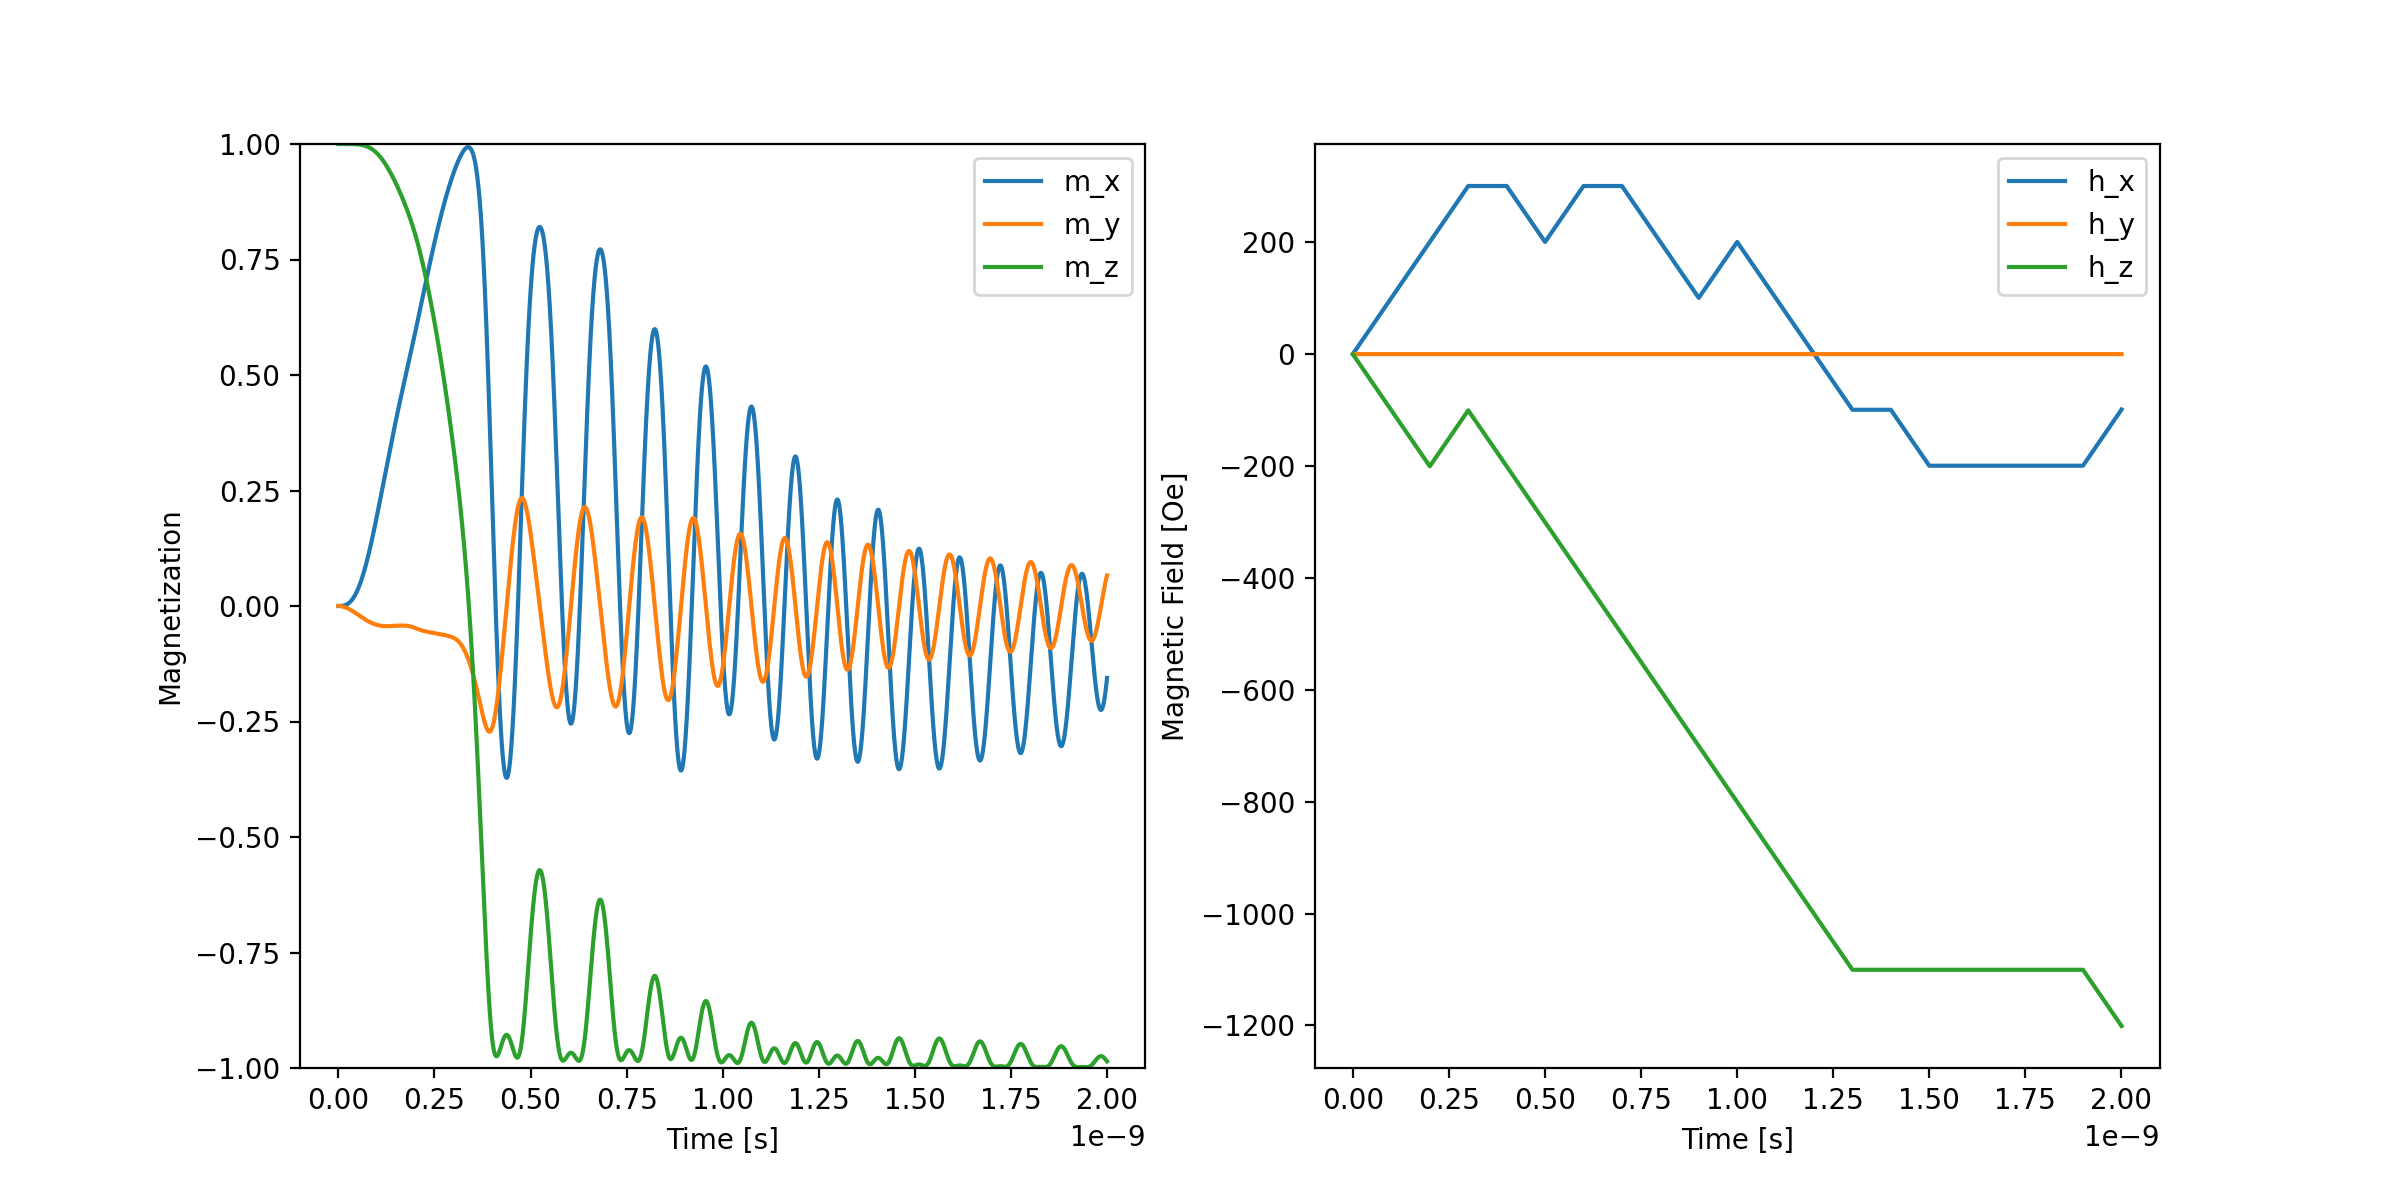 Magnetization
1.00
0.75
0.50
0.25
0.00
−0.25
−0.50
−0.75
−1.00
m_x
m_y
m_z
0.00 0.25 0.50 0.75 1.00 1.25 1.50 1.75 2.00
Time [s]
1e−9
Magnetic Field [Oe]
200
0
−200
−400
−600
−800
−1000
−1200
h_x
h_y
h_z
0.00 0.25 0.50 0.75 1.00 1.25 1.50 1.75 2.00
Time [s]
1e−9